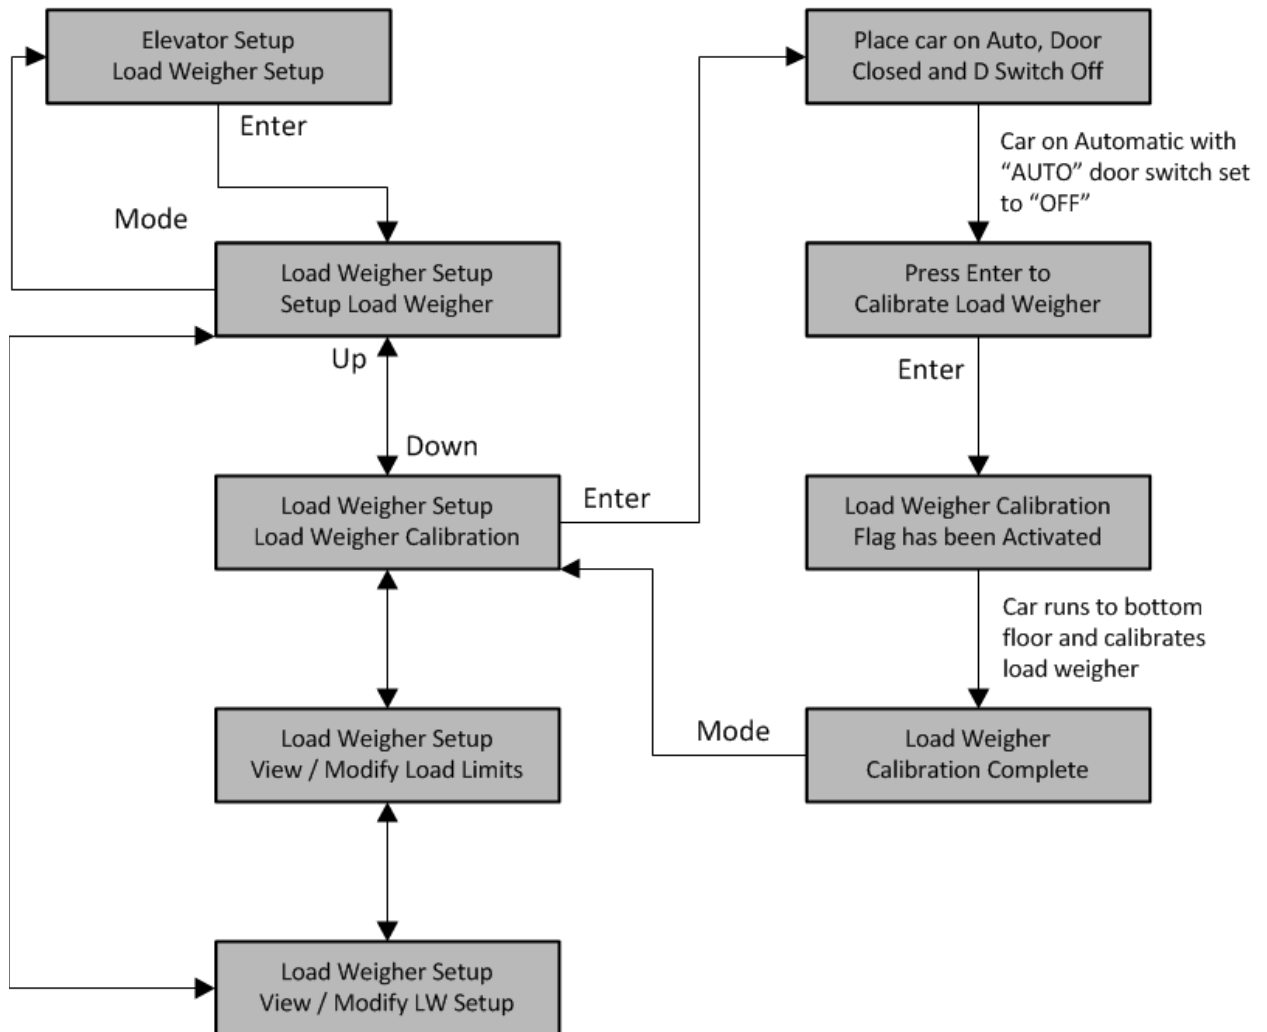 Elevator Setup
Load Weigher Setup
Enter
Mode
Load Weigher Setup
Setup Load Weigher
Up
Down
Load Weigher Setup
Load Weigher Calibration
Enter
Load Weigher Setup
View / Modify Load Limits
Load Weigher Setup
View / Modify LW Setup
Place car on Auto, Door
Closed and D Switch Off
Car on Automatic with
“AUTO” door switch set
to “OFF”
Press Enter to
Calibrate Load Weigher
Enter
Load Weigher Calibration
Flag has been Activated
Car runs to bottom
floor and calibrates
load weigher
Load Weigher
Calibration Complete
Mode